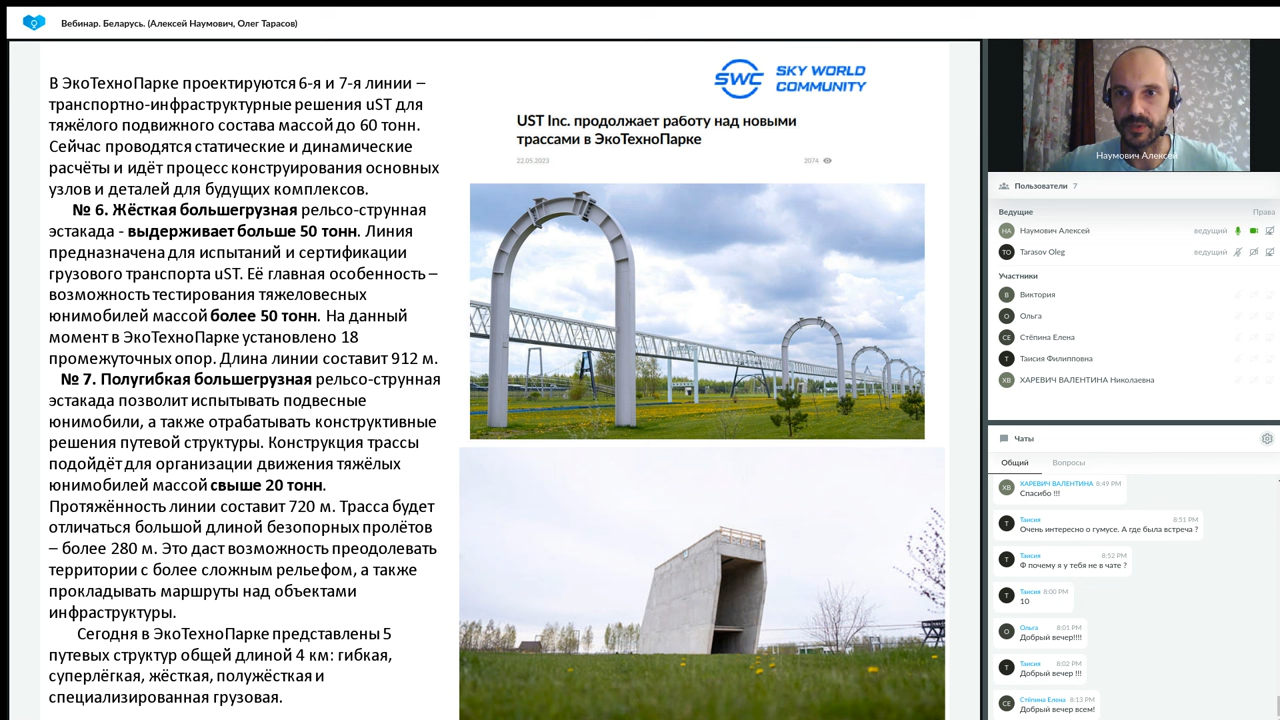 Вебинар. Беларусь. (Алексей Наумович, Олег Тарасов)
В ЭкоТехноПарке проектируются 6-я и 7-я линии –
транспортно-инфраструктурные решения uST для
тяжёлого подвижного состава массой до 60 тонн.
Сейчас проводятся статические и динамические
расчёты и идёт процесс конструирования основных
узлов и деталей для будущих комплексов.
№ 6. Жёсткая большегрузная рельсо-струнная
эстакада - выдерживает больше 50 тонн. Линия
предназначена для испытаний и сертификации
грузового транспорта uST. Её главная особенность –
возможность тестирования тяжеловесных
юнимобилей массой более 50 тонн. На данный
момент в ЭкоТехноПарке установлено 18
промежуточных опор. Длина линии составит 912 м.
№ 7. Полугибкая большегрузная рельсо-струнная
эстакада позволит испытывать подвесные
юнимобили, а также отрабатывать конструктивные
решения путевой структуры. Конструкция трассы
подойдёт для организации движения тяжёлых
юнимобилей массой свыше 20 тонн.
Протяжённость линии составит 720 м. Трасса будет
отличаться большой длиной безопорных пролётов
– более 280 м. Это даст возможность преодолевать
территории с более сложным рельефом, а также
прокладывать маршруты над объектами
инфраструктуры.
Сегодня в ЭкоТехноПарке представлены 5
путевых структур общей длиной 4 км: гибкая,
суперлёгкая, жёсткая, полужёсткая и
специализированная грузовая.
SWC SKY WORLD
COMMUNITY
UST Inc. продолжает работу над новыми
трассами в ЭкоТехноПарке
22.05.2023 2074
Наумович Алексей
Пользователи 7
Ведущие Права
НА Наумович Алексей ведущий
TO Tarasov Oleg ведущий
Участники
В Виктория
О Ольга
СЕ Стёпина Елена
Т Таисия Филипповна
ХВ ХАРЕВИЧ ВАЛЕНТИНА Николаевна
Чаты
Общий Вопросы
ХВ ХАРЕВИЧ ВАЛЕНТИНА 8:49 PM
Спасибо !!!
Т Таисия 8:51 PM
Очень интересно о гумусе. А где была встреча ?
Т Таисия 8:52 PM
Ф почему я у тебя не в чате ?
Т Таисия 8:00 PM
10
О Ольга 8:01 PM
Добрый вечер!!!!
Т Таисия 8:02 PM
Добрый вечер !!!
СЕ Стёпина Елена 8:13 PM
Добрый вечер всем!